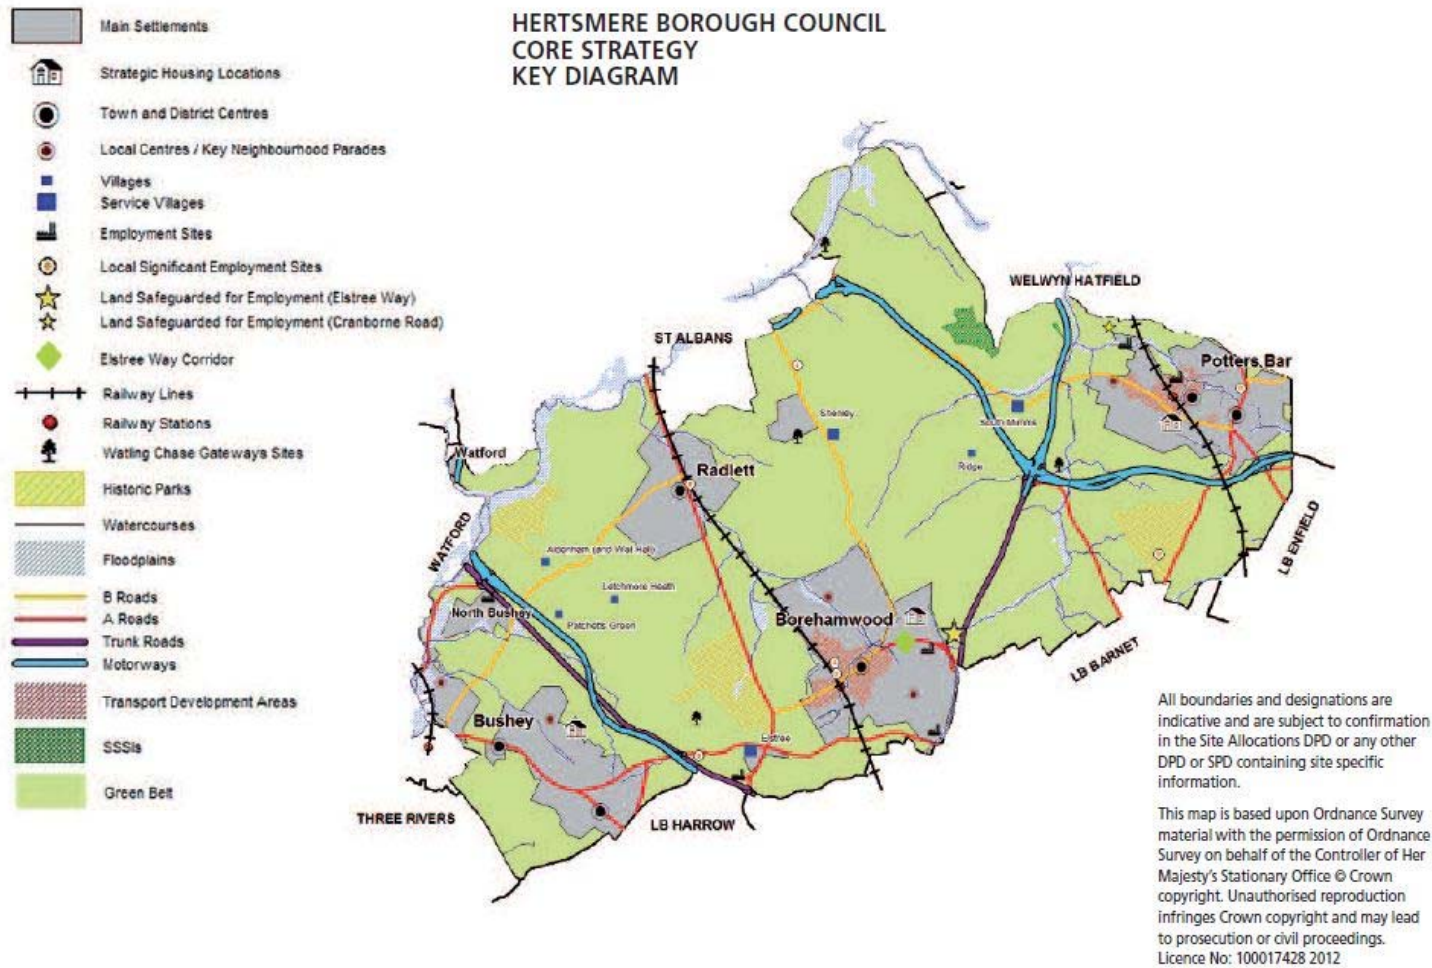 HERTSMERE BOROUGH COUNCIL
CORE STRATEGY
KEY DIAGRAM
Main Settlements
Strategic Housing Locations
Town and District Centres
Local Centres / Key Neighbourhood Parades
Villages
Service Villages
Employment Sites
Local Significant Employment Sites
Land Safeguarded for Employment (Elstree Way)
Land Safeguarded for Employment (Cranborne Road)
Elstree Way Corridor
Railway Lines
Railway Stations
Watling Chase Gateways Sites
Historic Parks
Watercourses
Floodplains
B Roads
A Roads
Trunk Roads
Motorways
Transport Development Areas
SSSIs
Green Belt
WELWYN HATFIELD
ST ALBANS
Potters Bar
Shenley
South Mimms
Watford
Radlett
Ridge
WATFORD
LB ENFIELD
Aldenham (and Wall Hall)
Letchmore Heath
North Bushey
Patchetts Green
Borehamwood
LB BARNET
Bushey
Elstree
THREE RIVERS
LB HARROW
All boundaries and designations are
indicative and are subject to confirmation
in the Site Allocations DPD or any other
DPD or SPD containing site specific
information.
This map is based upon Ordnance Survey
material with the permission of Ordnance
Survey on behalf of the Controller of Her
Majesty's Stationary Office © Crown
copyright. Unauthorised reproduction
infringes Crown copyright and may lead
to prosecution or civil proceedings.
Licence No: 100017428 2012